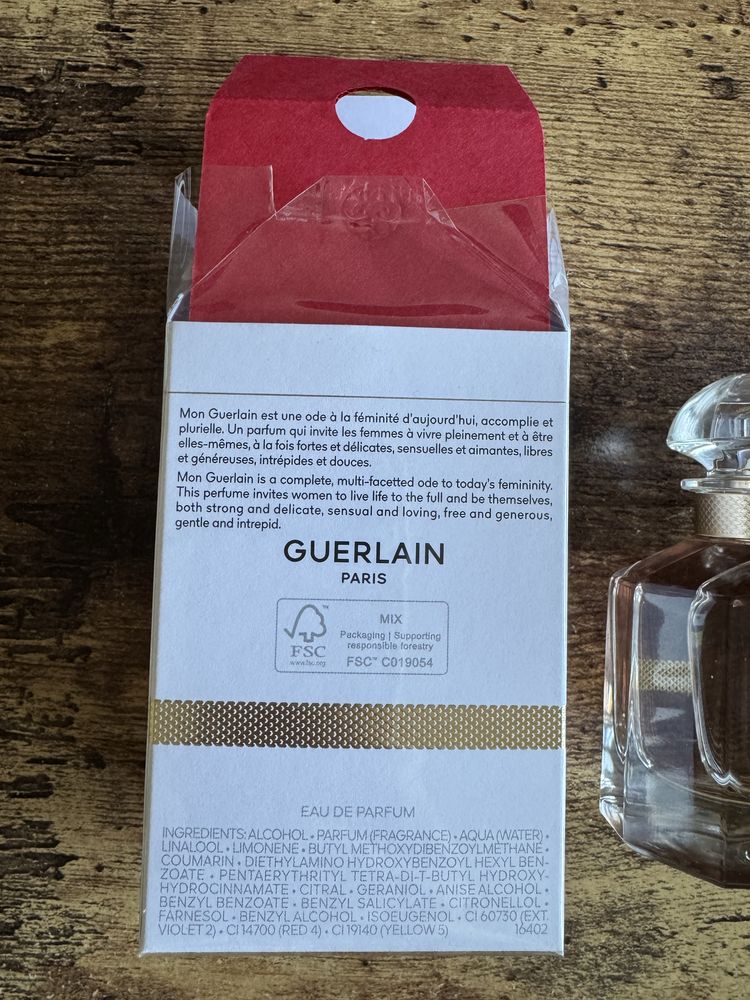 Mon Guerlain est une ode à la féminité d'aujourd'hui, accomplie et
plurielle. Un parfum qui invite les femmes à vivre pleinement et à être
elles-mêmes, à la fois fortes et délicates, sensuelles et aimantes, libres
et généreuses, intrépides et douces.
Mon Guerlain is a complete, multi-facetted ode to today's femininity.
This perfume invites women to live life to the full and be themselves,
both strong and delicate, sensual and loving, free and generous,
gentle and intrepid.
GUERLAIN
PARIS
FSC
www.fsc.org
MIX
Packaging | Supporting
responsible forestry
FSC™ C019054
EAU DE PARFUM
INGREDIENTS: ALCOHOL • PARFUM (FRAGRANCE) • AQUA (WATER) •
LINALOOL • LIMONENE • BUTYL METHOXYDIBENZOYLMETHANE •
COUMARIN • DIETHYLAMINO HYDROXYBENZOYL HEXYL BEN-
ZOATE • PENTAERYTHRITYL TETRA-DI-T-BUTYL HYDROXY-
HYDROCINNAMATE • CITRAL • GERANIOL • ANISE ALCOHOL •
BENZYL BENZOATE • BENZYL SALICYLATE • CITRONELLOL •
FARNESOL • BENZYL ALCOHOL • ISOEUGENOL • CI 60730 (EXT.
VIOLET 2) • CI 14700 (RED 4) • CI 19140 (YELLOW 5) 16402